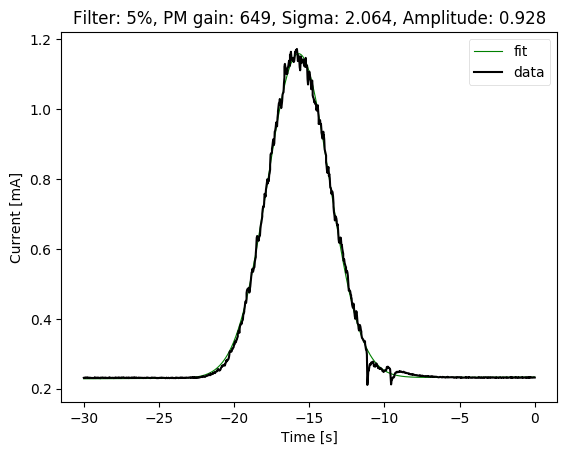 Filter: 5%, PM gain: 649, Sigma: 2.064, Amplitude: 0.928
fit
data
1.2
1.0
0.8
0.6
0.4
0.2
Current [mA]
−30
−25
−20
−15
−10
−5
0
Time [s]